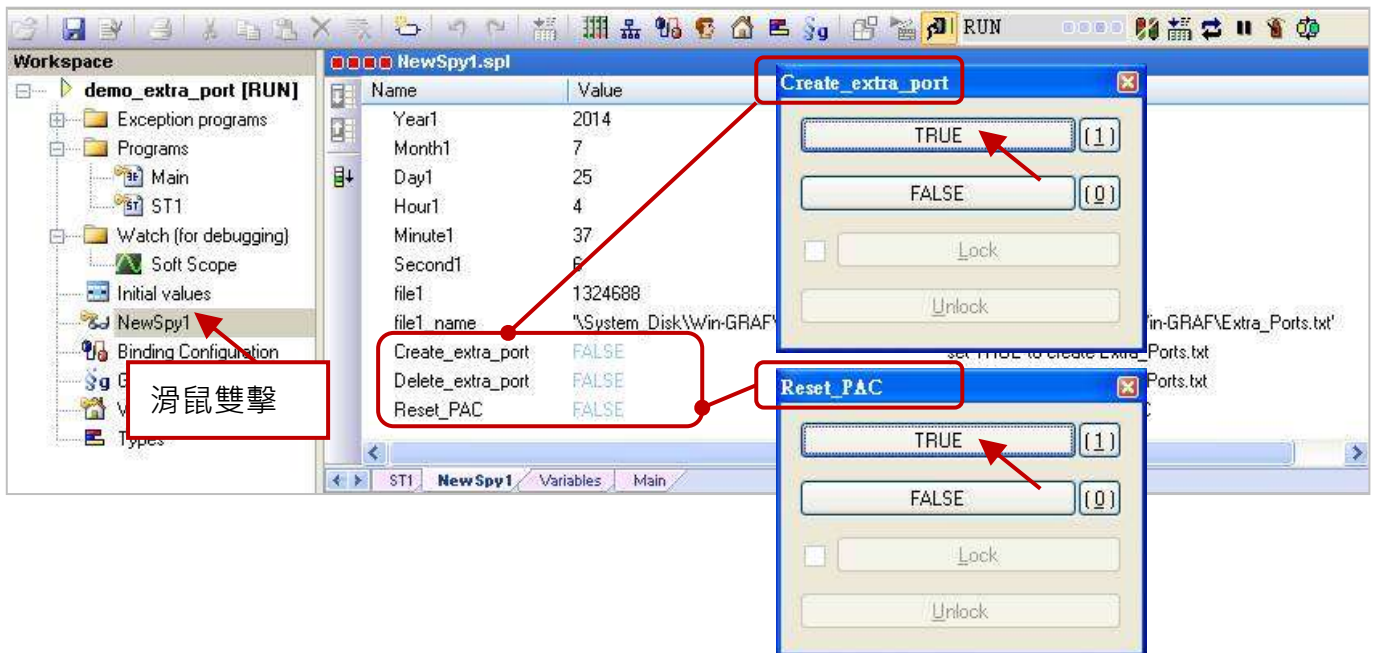 RUN
Workspace
demo_extra_port [RUN]
Exception programs
Programs
Main
ST1
Watch (for debugging)
Soft Scope
Initial values
NewSpy1
Binding Configuration
Types
滑鼠雙擊
NewSpy1.spl
Name Value
Year1 2014
Month1 7
Day1 25
Hour1 4
Minute1 37
Second1 6
file1 1324688
file1_name '\System_Disk\Win-GRAF\ in-GRAF\Extra_Ports.txt'
Create_extra_port FALSE set TRUE to create Extra_Ports.txt
Delete_extra_port FALSE Ports.txt
Reset_PAC FALSE
ST1 NewSpy1 Variables Main
Create_extra_port
TRUE (1)
FALSE (0)
Lock
Unlock
Reset_PAC
TRUE (1)
FALSE (0)
Lock
Unlock